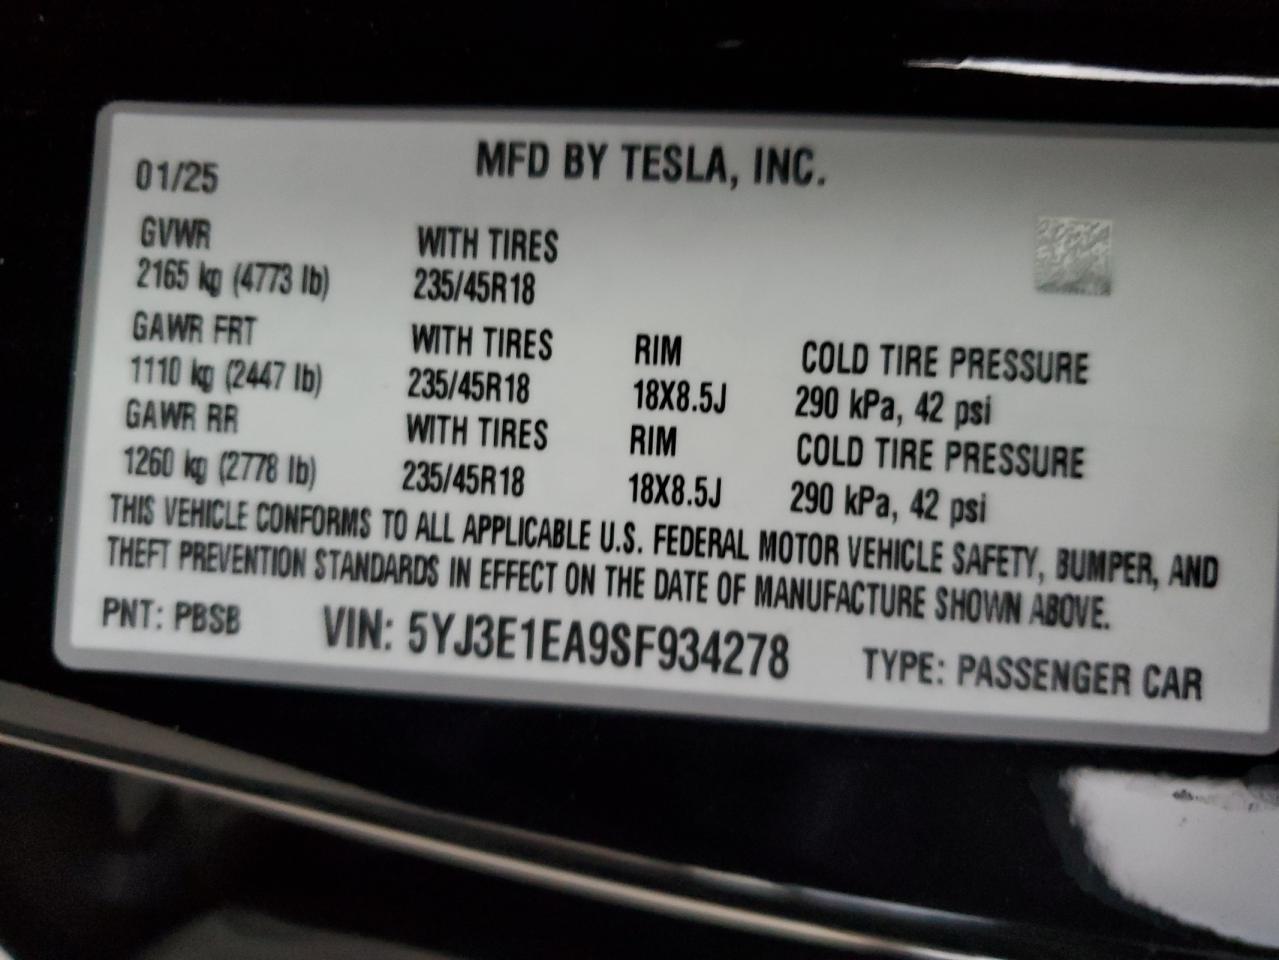 MFD BY TESLA, INC.
01/25
GVWR WITH TIRES
2165 kg (4773 lb) 235/45R18
GAWR FRT WITH TIRES RIM COLD TIRE PRESSURE
1110 kg (2447 lb) 235/45R18 18X8.5J 290 kPa, 42 psi
GAWR RR WITH TIRES RIM COLD TIRE PRESSURE
1260 kg (2778 lb) 235/45R18 18X8.5J 290 kPa, 42 psi
THIS VEHICLE CONFORMS TO ALL APPLICABLE U.S. FEDERAL MOTOR VEHICLE SAFETY, BUMPER, AND
THEFT PREVENTION STANDARDS IN EFFECT ON THE DATE OF MANUFACTURE SHOWN ABOVE.
PNT: PBSB VIN: 5YJ3E1EA9SF934278 TYPE: PASSENGER CAR